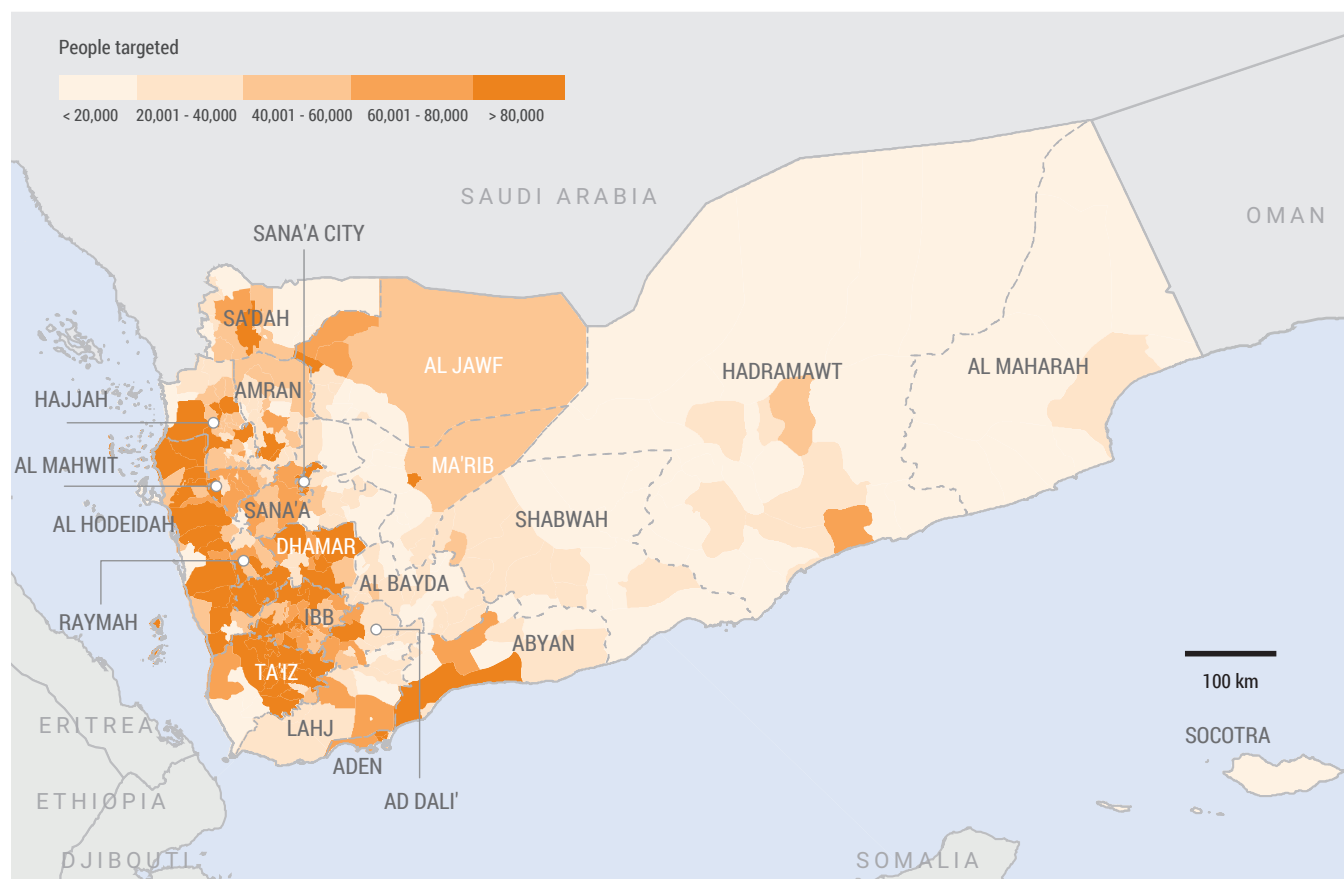 People targeted
< 20,000 20,001 - 40,000 40,001 - 60,000 60,001 - 80,000 > 80,000
SAUDI ARABIA
OMAN
SANA'A CITY
SA'DAH
AL JAWF
HADRAMAWT
AL MAHARAH
HAJJAH
AMRAN
AL MAHWIT
MA'RIB
SANA'A
AL HODEIDAH
SHABWAH
DHAMAR
AL BAYDA
RAYMAH
IBB
ABYAN
TA'IZ
100 km
ERITREA
LAHJ
SOCOTRA
ADEN
ETHIOPIA
AD DALI'
DJIBOUTI
SOMALIA